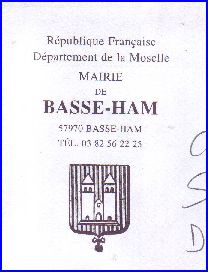 République Française
Département de la Moselle
MAIRIE
DE
BASSE-HAM
57970 BASSE-HAM
TÉL. 03 82 56 22 25